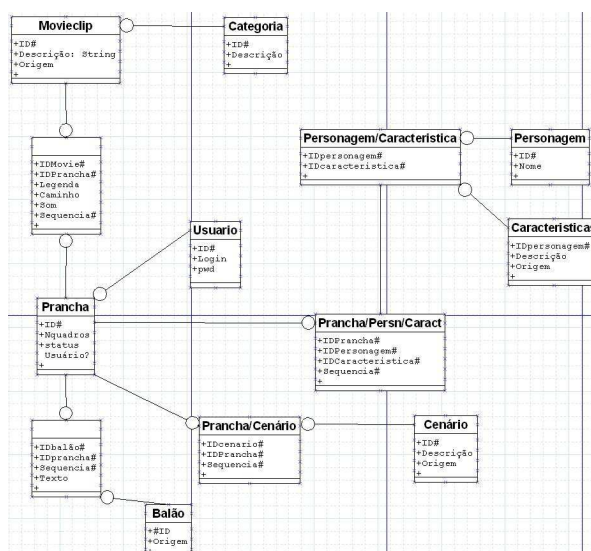 Movieclip
+ID#
+Descrição: String
+Origem
+
Categoria
+ID#
+Descrição
+
+IDMovie#
+IDPrancha#
+Legenda
+Caminho
+Som
+Sequencia#
+
Personagem/Caracteristica
+IDpersonagem#
+IDcaracteristica#
+
Personagem
+ID#
+Nome
+
Usuario
+ID#
+Login
+pwd
Caracteristicas
+IDpersonagem#
+Descrição
+Origem
+
Prancha
+ID#
+Nquadros
+status
Usuário?
+
Prancha/Persn/Caract
+IDPrancha#
+IDPersonagem#
+IDCaracteristica#
+Sequencia#
+
+IDbalão#
+IDprancha#
+Sequencia#
+Texto
+
Prancha/Cenário
+IDcenario#
+IDPrancha#
+Sequencia#
+
Cenário
+ID#
+Descrição
+Origem
+
Balão
+#ID
+Origem